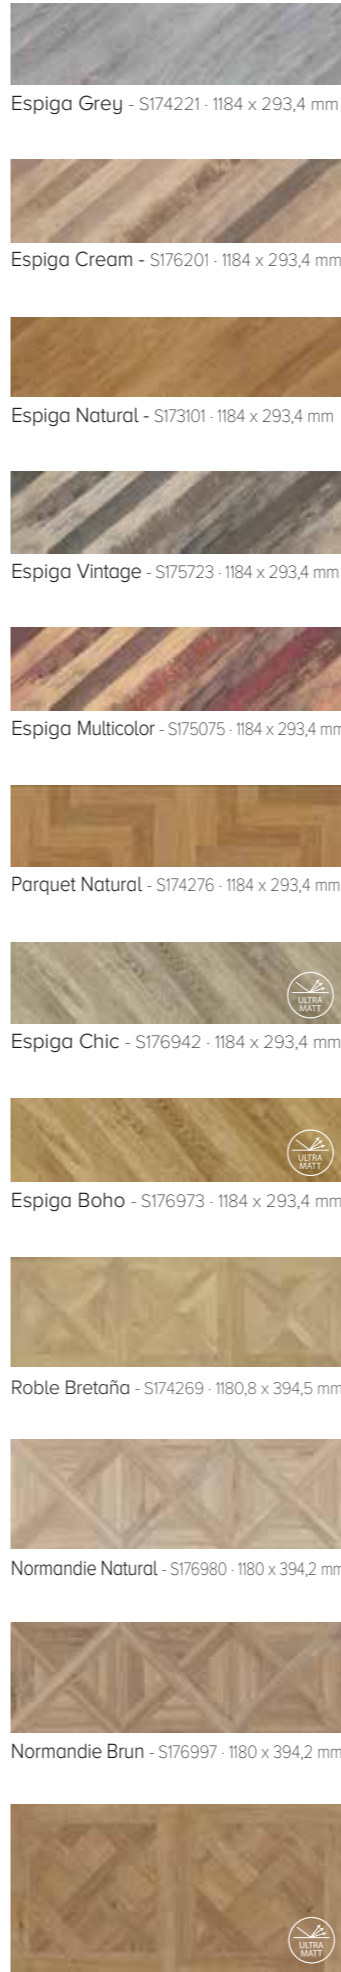 Espiga Grey - S174221 · 1184 x 293,4 mm
Espiga Cream - S176201 · 1184 x 293,4 mm
Espiga Natural - S173101 · 1184 x 293,4 mm
Espiga Vintage - S175723 · 1184 x 293,4 mm
Espiga Multicolor - S175075 · 1184 x 293,4 mm
Parquet Natural - S174276 · 1184 x 293,4 mm
ULTRA
MATT
Espiga Chic - S176942 · 1184 x 293,4 mm
ULTRA
MATT
Espiga Boho - S176973 · 1184 x 293,4 mm
Roble Bretaña - S174269 · 1180,8 x 394,5 mm
Normandie Natural - S176980 · 1180 x 394,2 mm
Normandie Brun - S176997 · 1180 x 394,2 mm
ULTRA
MATT